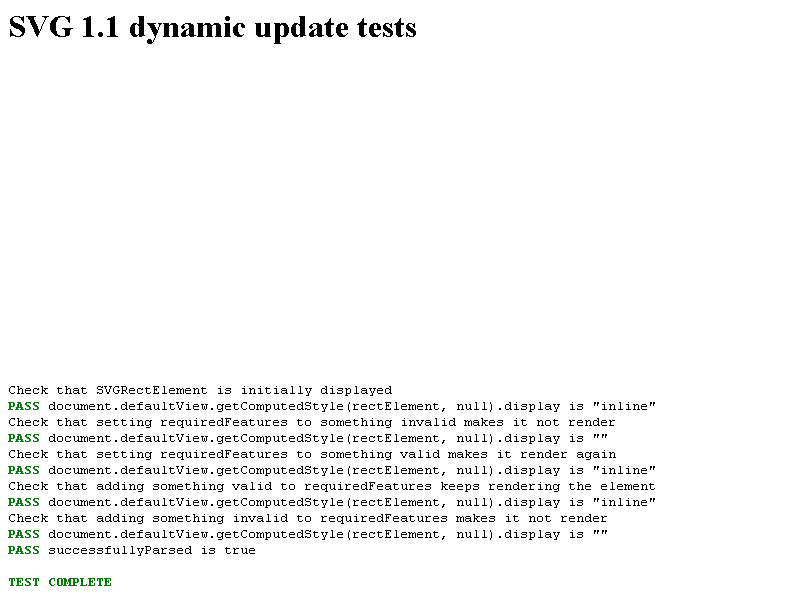 SVG 1.1 dynamic update tests
Check that SVGRectElement is initially displayed
PASS document.defaultView.getComputedStyle(rectElement, null).display is "inline"
Check that setting requiredFeatures to something invalid makes it not render
PASS document.defaultView.getComputedStyle(rectElement, null).display is ""
Check that setting requiredFeatures to something valid makes it render again
PASS document.defaultView.getComputedStyle(rectElement, null).display is "inline"
Check that adding something valid to requiredFeatures keeps rendering the element
PASS document.defaultView.getComputedStyle(rectElement, null).display is "inline"
Check that adding something invalid to requiredFeatures makes it not render
PASS document.defaultView.getComputedStyle(rectElement, null).display is ""
PASS successfullyParsed is true
TEST COMPLETE